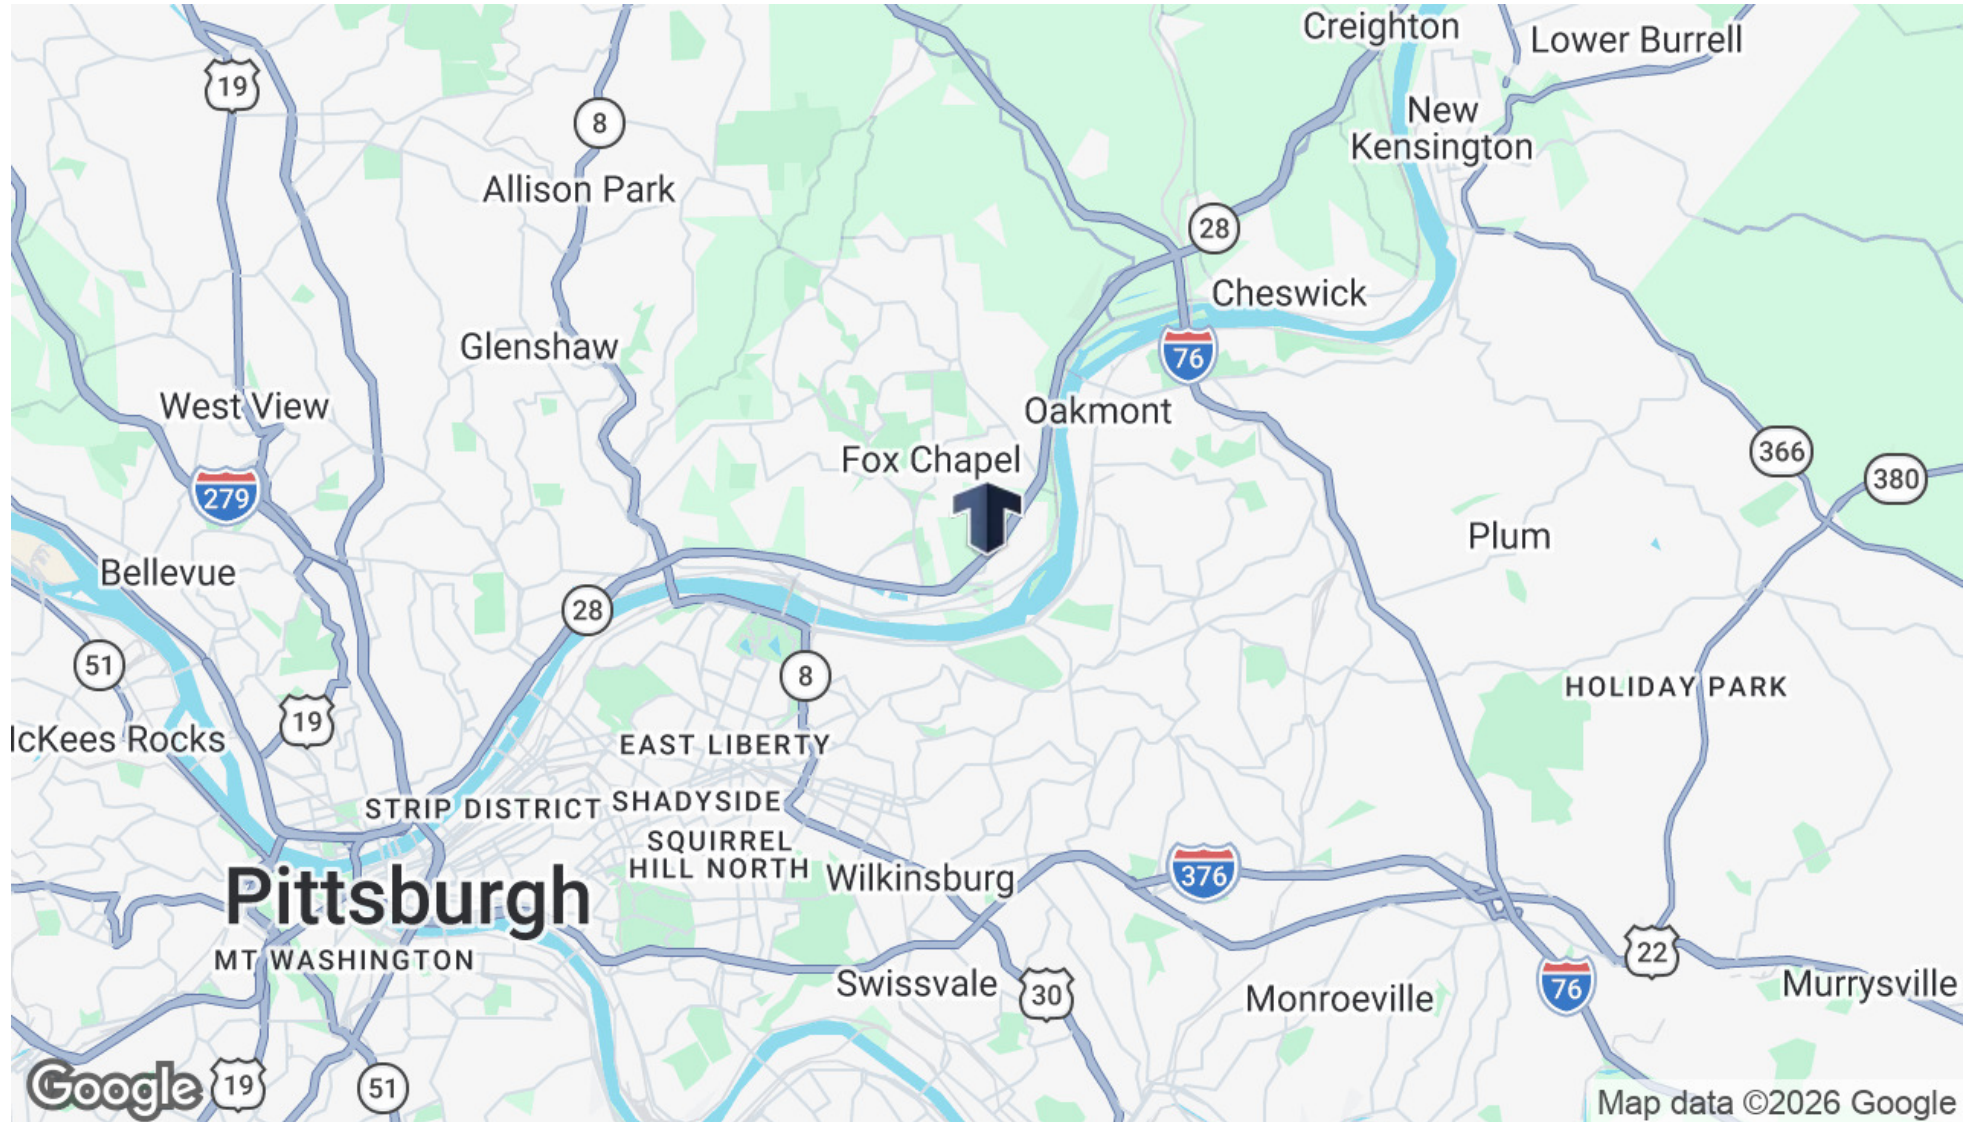 Creighton
Lower Burrell
19
8
New
Kensington
Allison Park
28
Cheswick
Glenshaw
76
West View
Oakmont
366
Fox Chapel
380
279
Plum
Bellevue
28
51
8
HOLIDAY PARK
19
cKees Rocks
EAST LIBERTY
STRIP DISTRICT
SHADYSIDE
SQUIRREL
HILL NORTH
376
Wilkinsburg
Pittsburgh
22
MT WASHINGTON
Swissvale
30
Monroeville
76
Murrysville
Google
19
51
Map data ©2026 Google